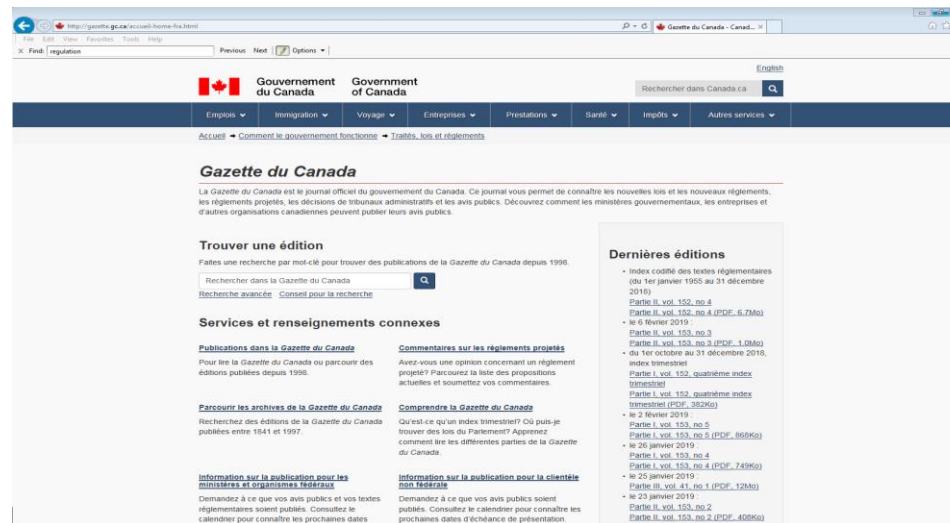 http://gazette.gc.ca/accueil-home-fra.html
Gazette du Canada - Canad...
File Edit View Favorites Tools Help
Find: regulation
Previous Next Options
English
Gouvernement du Canada
Government of Canada
Rechercher dans Canada.ca
Emplois Immigration Voyage Entreprises Prestations Santé Impôts Autres services
Accueil → Comment le gouvernement fonctionne → Traités, lois et règlements
Gazette du Canada
La Gazette du Canada est le journal officiel du gouvernement du Canada. Ce journal vous permet de connaître les nouvelles lois et les nouveaux règlements,
les règlements projetés, les décisions de tribunaux administratifs et les avis publics. Découvrez comment les ministères gouvernementaux, les entreprises et
d'autres organisations canadiennes peuvent publier leurs avis publics.
Trouver une édition
Faites une recherche par mot-clé pour trouver des publications de la Gazette du Canada depuis 1998.
Rechercher dans la Gazette du Canada
Recherche avancée Conseil pour la recherche
Services et renseignements connexes
Publications dans la Gazette du Canada
Pour lire la Gazette du Canada ou parcourir des
éditions publiées depuis 1998.
Commentaires sur les règlements projetés
Avez-vous une opinion concernant un règlement
projeté? Parcourez la liste des propositions
actuelles et soumettez vos commentaires.
Parcourir les archives de la Gazette du Canada
Recherchez des éditions de la Gazette du Canada
publiées entre 1841 et 1997.
Comprendre la Gazette du Canada
Qu'est-ce qu'un index trimestriel? Où puis-je
trouver des lois du Parlement? Apprenez
comment lire les différentes parties de la Gazette
du Canada.
Information sur la publication pour les
ministères et organismes fédéraux
Demandez à ce que vos avis publics et vos textes
réglementaires soient publiés. Consultez le
calendrier pour connaître les prochaines dates
Information sur la publication pour la clientèle
non fédérale
Demandez à ce que vos avis publics soient
publiés. Consultez le calendrier pour connaître les
prochaines dates d'échéance de présentation.
Dernières éditions
Index codifié des textes réglementaires
(du 1er janvier 1955 au 31 décembre
2018)
Partie II, vol. 152, no 4
Partie II, vol. 152, no 4 (PDF, 6.7Mo)
le 6 février 2019 :
Partie II, vol. 153, no 3
Partie II, vol. 153, no 3 (PDF, 1.0Mo)
du 1er octobre au 31 décembre 2018,
index trimestriel
Partie I, vol. 152, quatrième index
trimestriel
Partie I, vol. 152, quatrième index
trimestriel (PDF, 382Ko)
le 2 février 2019 :
Partie I, vol. 153, no 5
Partie I, vol. 153, no 5 (PDF, 868Ko)
le 26 janvier 2019 :
Partie I, vol. 153, no 4
Partie I, vol. 153, no 4 (PDF, 749Ko)
le 25 janvier 2019 :
Partie III, vol. 41, no 1 (PDF, 12Mo)
le 23 janvier 2019 :
Partie II, vol. 153, no 2
Partie II, vol. 153, no 2 (PDF, 408Ko)